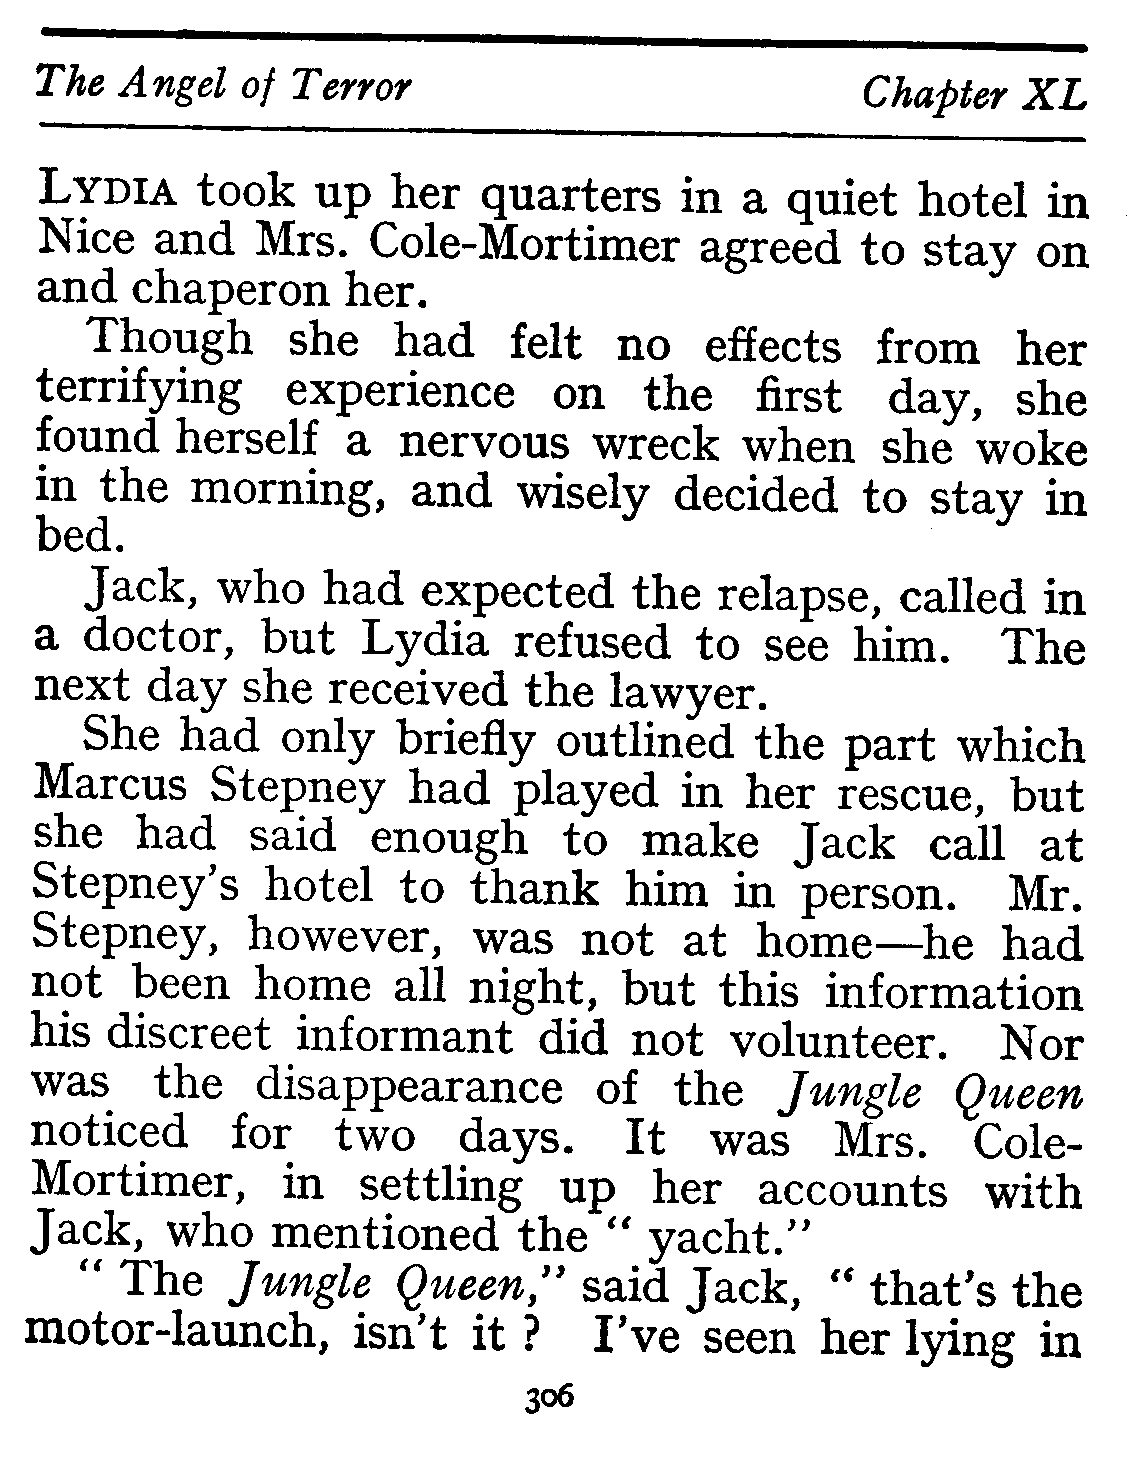 The Angel of Terror Chapter XL
LYDIA took up her quarters in a quiet hotel in
Nice and Mrs. Cole-Mortimer agreed to stay on
and chaperon her.
Though she had felt no effects from her
terrifying experience on the first day, she
found herself a nervous wreck when she woke
in the morning, and wisely decided to stay in
bed.
Jack, who had expected the relapse, called in
a doctor, but Lydia refused to see him. The
next day she received the lawyer.
She had only briefly outlined the part which
Marcus Stepney had played in her rescue, but
she had said enough to make Jack call at
Stepney's hotel to thank him in person. Mr.
Stepney, however, was not at home—he had
not been home all night, but this information
his discreet informant did not volunteer. Nor
was the disappearance of the Jungle Queen
noticed for two days. It was Mrs. Cole-
Mortimer, in settling up her accounts with
Jack, who mentioned the “ yacht.”
“ The Jungle Queen,” said Jack, “ that's the
motor-launch, isn't it ? I've seen her lying in
306